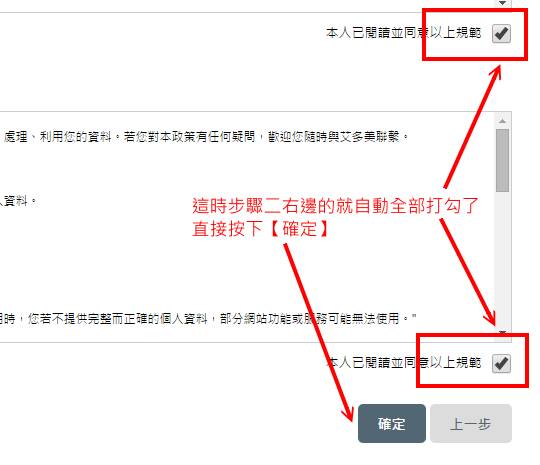 本人已閱讀並同意以上規範
處理、利用您的資料。若您對本政策有任何疑問，歡迎您隨時與艾多美聯繫。
資料。
這時步驟二右邊的就自動全部打勾了
直接按下【確定】
時，您若不提供完整而正確的個人資料，部分網站功能或服務可能無法使用。"
本人已閱讀並同意以上規範
確定
上一步